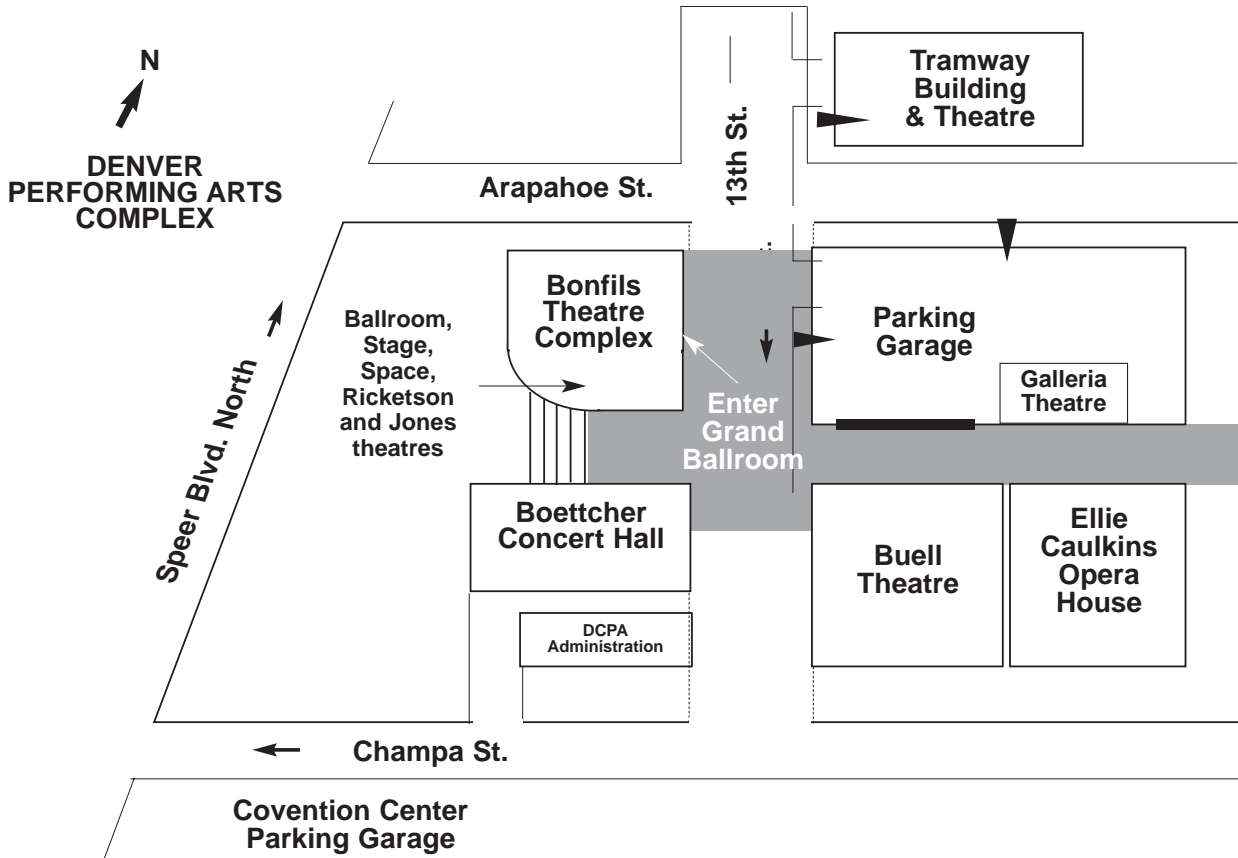 N
DENVER
PERFORMING ARTS
COMPLEX
Tramway
Building
& Theatre
13th St.
Arapahoe St.
Speer Blvd. North
Ballroom,
Stage,
Space,
Ricketson
and Jones
theatres
Bonfils
Theatre
Complex
Parking
Garage
Galleria
Theatre
Enter
Grand
Ballroom
Boettcher
Concert Hall
Buell
Theatre
Ellie
Caulkins
Opera
House
DCPA
Administration
Champa St.
Covention Center
Parking Garage